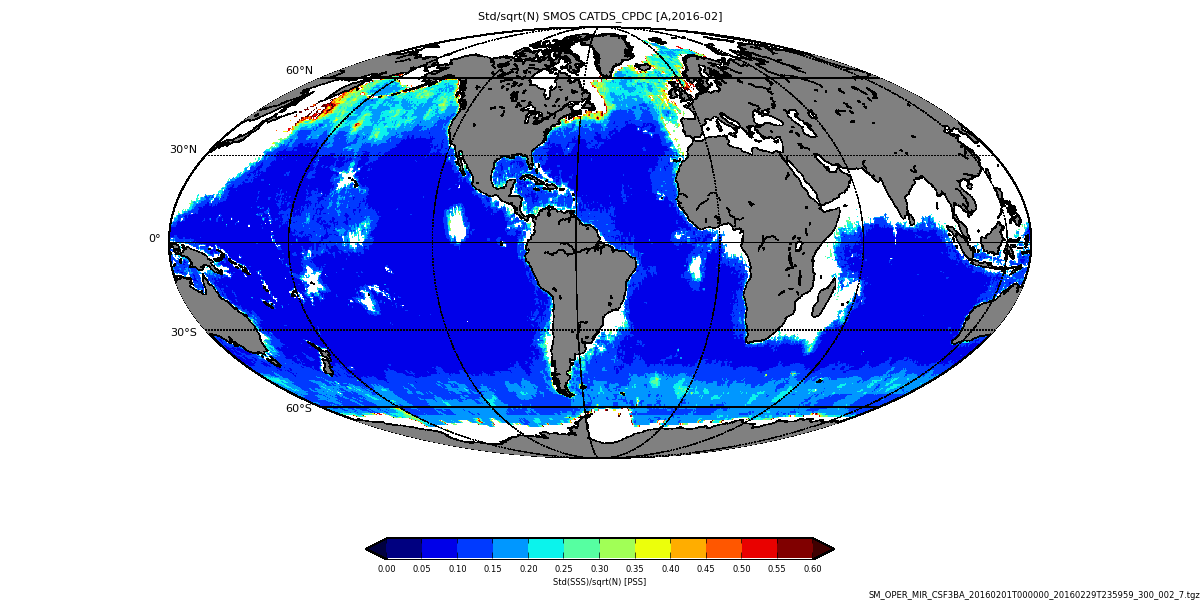 Std/sqrt(N) SMOS CATDS_CPDC [A,2016-02]
60°N
30°N
0°
30°S
60°S
0.00 0.05 0.10 0.15 0.20 0.25 0.30 0.35 0.40 0.45 0.50 0.55 0.60
Std(SSS)/sqrt(N) [PSS]
SM_OPER_MIR_CSF3BA_20160201T000000_20160229T235959_300_002_7.tgz